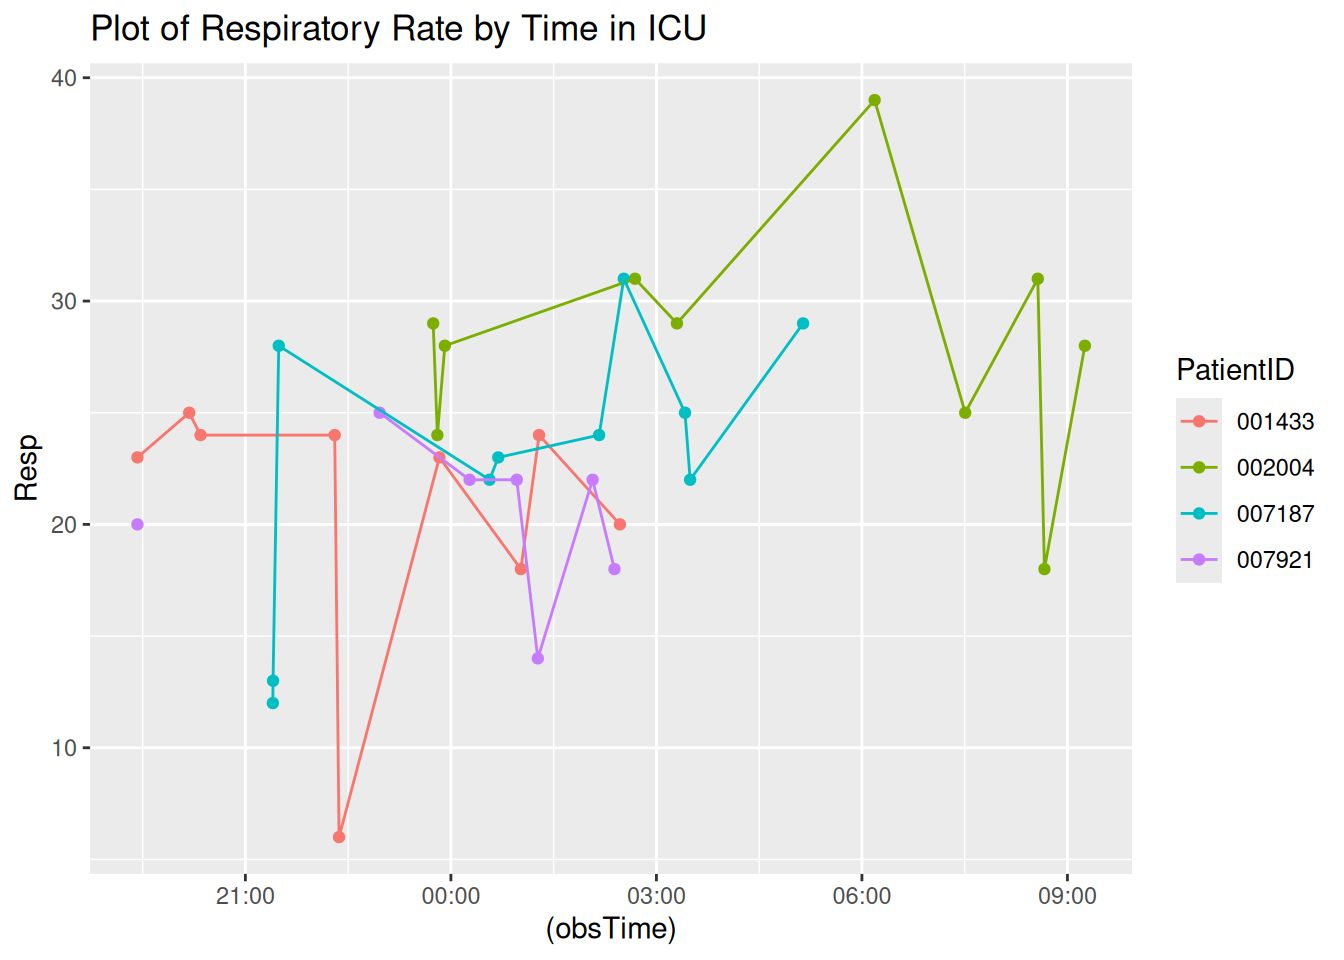 Plot of Respiratory Rate by Time in ICU
40
30
20
10
Resp
21:00 00:00 03:00 06:00 09:00
(obsTime)
PatientID
001433
002004
007187
007921